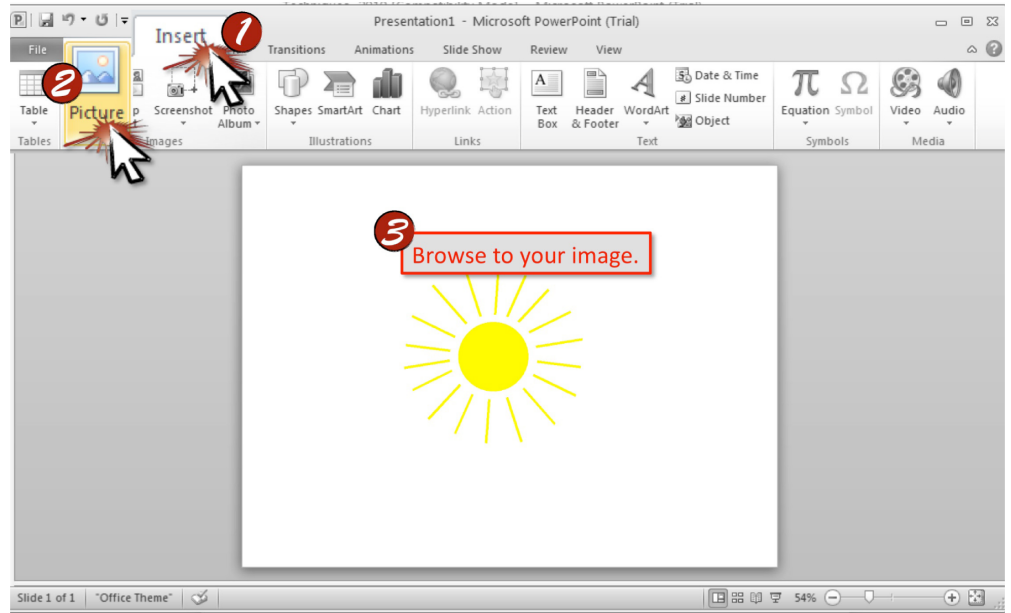 Presentation1 - Microsoft PowerPoint (Trial)
File
Insert
1
Transitions Animations Slide Show Review View
2
Table
Picture
Screenshot
Photo
Album
Shapes SmartArt Chart
Hyperlink Action
Text
Box
Header
& Footer
WordArt
Date & Time
Slide Number
Object
Equation Symbol
Video Audio
Tables
Images
Illustrations
Links
Text
Symbols
Media
3
Browse to your image.
Slide 1 of 1 "Office Theme"
54%